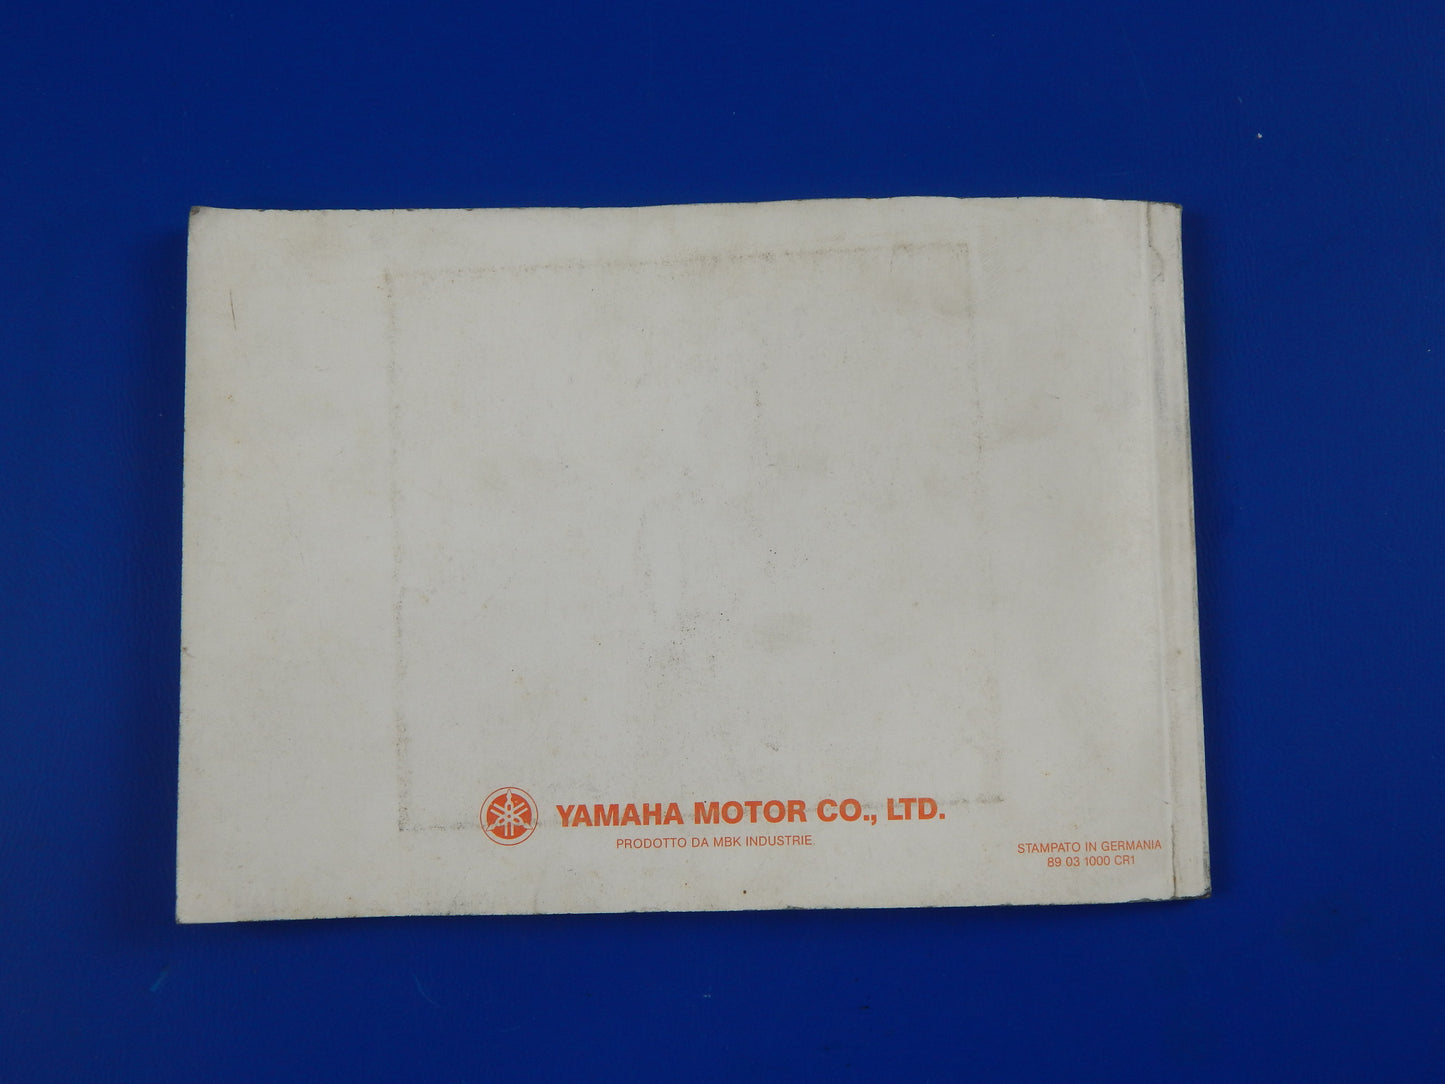 YAMAHA MOTOR CO., LTD.
PRODOTTO DA MBK INDUSTRIE
STAMPATO IN GERMANIA
89 03 1000 CR1